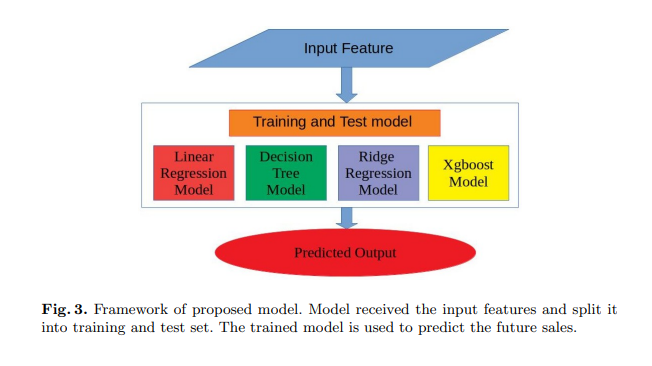 Input Feature
Training and Test model
Linear
Regression
Model
Decision
Tree
Model
Ridge
Regression
Model
Xgboost
Model
Predicted Output
Fig. 3. Framework of proposed model. Model received the input features and split it
into training and test set. The trained model is used to predict the future sales.